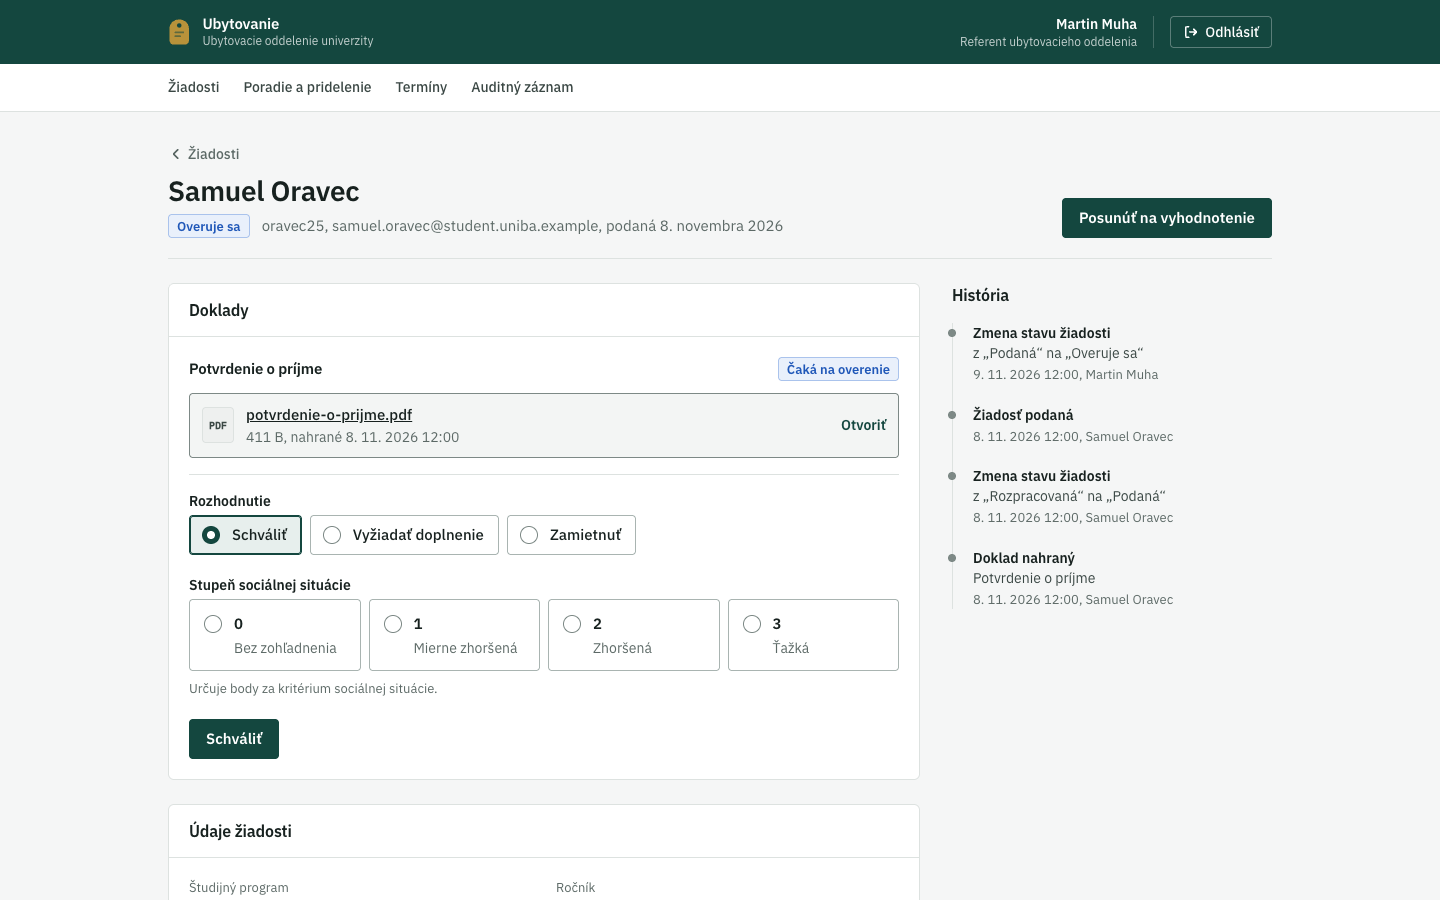 Ubytovanie
Ubytovacie oddelenie univerzity
Martin Muha
Referent ubytovacieho oddelenia
Odhlásiť
Žiadosti
Poradie a pridelenie
Termíny
Auditný záznam
Žiadosti
Samuel Oravec
Overuje sa
oravec25, samuel.oravec@student.uniba.example, podaná 8. novembra 2026
Posunúť na vyhodnotenie
Doklady
Potvrdenie o príjme
Čaká na overenie
PDF
potvrdenie-o-prijme.pdf
411 B, nahrané 8. 11. 2026 12:00
Otvoriť
Rozhodnutie
Schváliť
Vyžiadať doplnenie
Zamietnuť
Stupeň sociálnej situácie
0
Bez zohľadnenia
1
Mierne zhoršená
2
Zhoršená
3
Ťažká
Určuje body za kritérium sociálnej situácie.
Schváliť
Údaje žiadosti
Študijný program
Ročník
História
Zmena stavu žiadosti
z „Podaná“ na „Overuje sa“
9. 11. 2026 12:00, Martin Muha
Žiadosť podaná
8. 11. 2026 12:00, Samuel Oravec
Zmena stavu žiadosti
z „Rozpracovaná“ na „Podaná“
8. 11. 2026 12:00, Samuel Oravec
Doklad nahraný
Potvrdenie o príjme
8. 11. 2026 12:00, Samuel Oravec